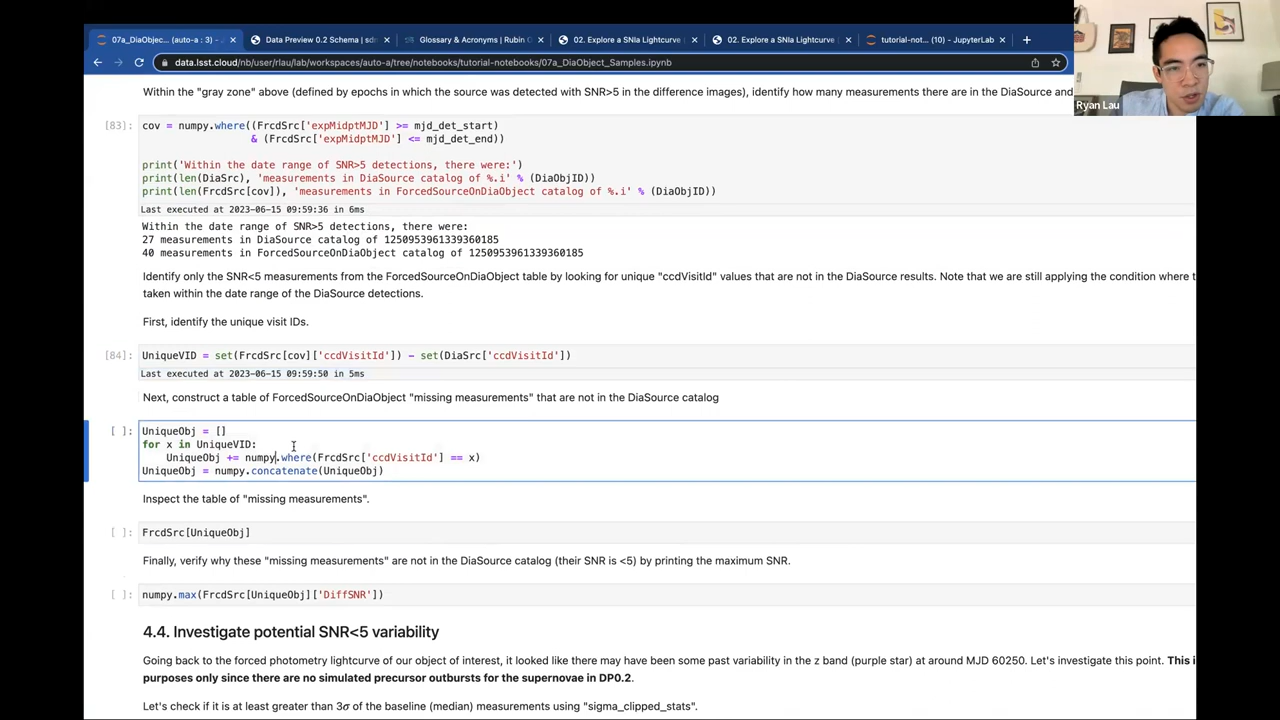 07a_DiaObjec… (auto-a : 3) - J
Data Preview 0.2 Schema | sd
Glossary & Acronyms | Rubin
02. Explore a SNIa Lightcurve
02. Explore a SNIa Lightcurve
tutorial-not… (10) - JupyterLab
data.lsst.cloud/nb/user/rlau/lab/workspaces/auto-a/tree/notebooks/tutorial-notebooks/07a_DiaObject_Samples.ipynb
Ryan Lau
Within the "gray zone" above (defined by epochs in which the source was detected with SNR>5 in the difference images), identify how many measurements there are in the DiaSource and
[83]: cov = numpy.where((FrcdSrc['expMidptMJD'] >= mjd_det_start)
& (FrcdSrc['expMidptMJD'] <= mjd_det_end))
print('Within the date range of SNR>5 detections, there were:')
print(len(DiaSrc), 'measurements in DiaSource catalog of %.i' % (DiaObjID))
print(len(FrcdSrc[cov]), 'measurements in ForcedSourceOnDiaObject catalog of %.i' % (DiaObjID))
Last executed at 2023-06-15 09:59:36 in 6ms
Within the date range of SNR>5 detections, there were:
27 measurements in DiaSource catalog of 1250953961339360185
40 measurements in ForcedSourceOnDiaObject catalog of 1250953961339360185
Identify only the SNR<5 measurements from the ForcedSourceOnDiaObject table by looking for unique "ccdVisitId" values that are not in the DiaSource results. Note that we are still applying the condition where t
taken within the date range of the DiaSource detections.
First, identify the unique visit IDs.
[84]: UniqueVID = set(FrcdSrc[cov]['ccdVisitId']) - set(DiaSrc['ccdVisitId'])
Last executed at 2023-06-15 09:59:50 in 5ms
Next, construct a table of ForcedSourceOnDiaObject "missing measurements" that are not in the DiaSource catalog
[ ]: UniqueObj = []
for x in UniqueVID:
UniqueObj += numpy.where(FrcdSrc['ccdVisitId'] == x)
UniqueObj = numpy.concatenate(UniqueObj)
Inspect the table of "missing measurements".
[ ]: FrcdSrc[UniqueObj]
Finally, verify why these "missing measurements" are not in the DiaSource catalog (their SNR is <5) by printing the maximum SNR.
[ ]: numpy.max(FrcdSrc[UniqueObj]['DiffSNR'])
4.4. Investigate potential SNR<5 variability
Going back to the forced photometry lightcurve of our object of interest, it looked like there may have been some past variability in the z band (purple star) at around MJD 60250. Let's investigate this point. This i
purposes only since there are no simulated precursor outbursts for the supernovae in DP0.2.
Let's check if it is at least greater than 3σ of the baseline (median) measurements using "sigma_clipped_stats".